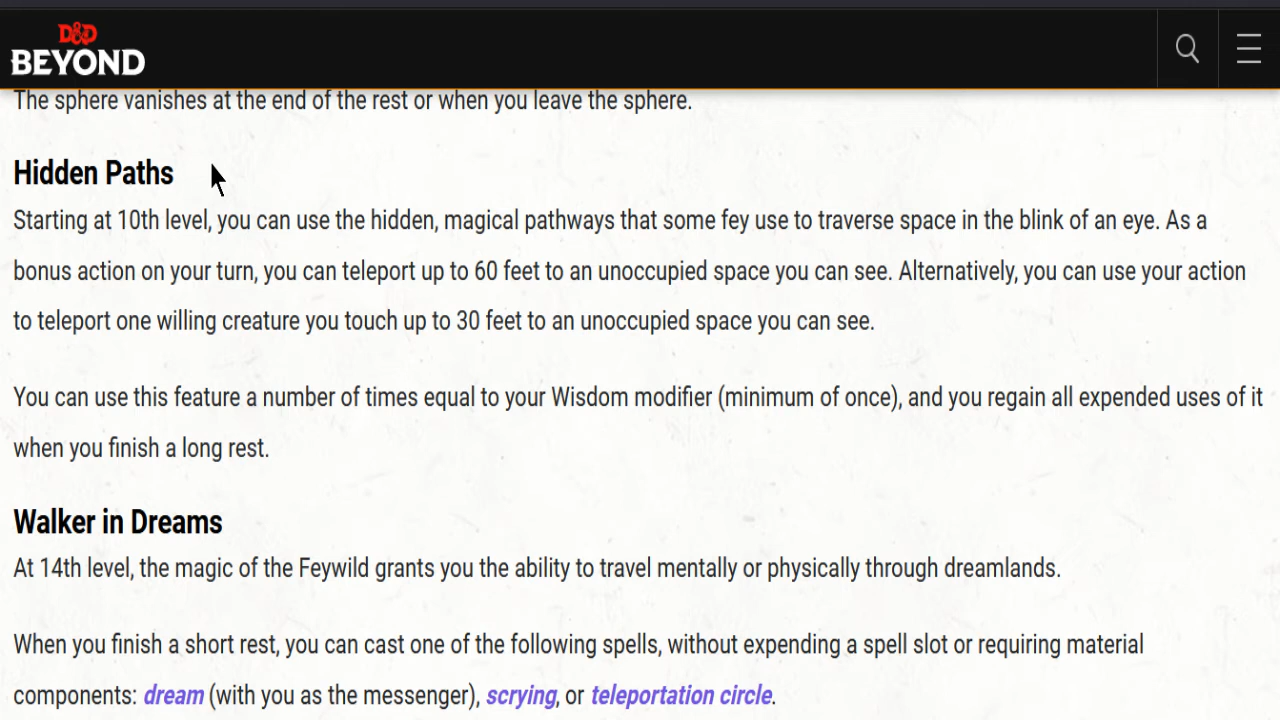 D&D
BEYOND
The sphere vanishes at the end of the rest or when you leave the sphere.
Hidden Paths
Starting at 10th level, you can use the hidden, magical pathways that some fey use to traverse space in the blink of an eye. As a
bonus action on your turn, you can teleport up to 60 feet to an unoccupied space you can see. Alternatively, you can use your action
to teleport one willing creature you touch up to 30 feet to an unoccupied space you can see.
You can use this feature a number of times equal to your Wisdom modifier (minimum of once), and you regain all expended uses of it
when you finish a long rest.
Walker in Dreams
At 14th level, the magic of the Feywild grants you the ability to travel mentally or physically through dreamlands.
When you finish a short rest, you can cast one of the following spells, without expending a spell slot or requiring material
components: dream (with you as the messenger), scrying, or teleportation circle.